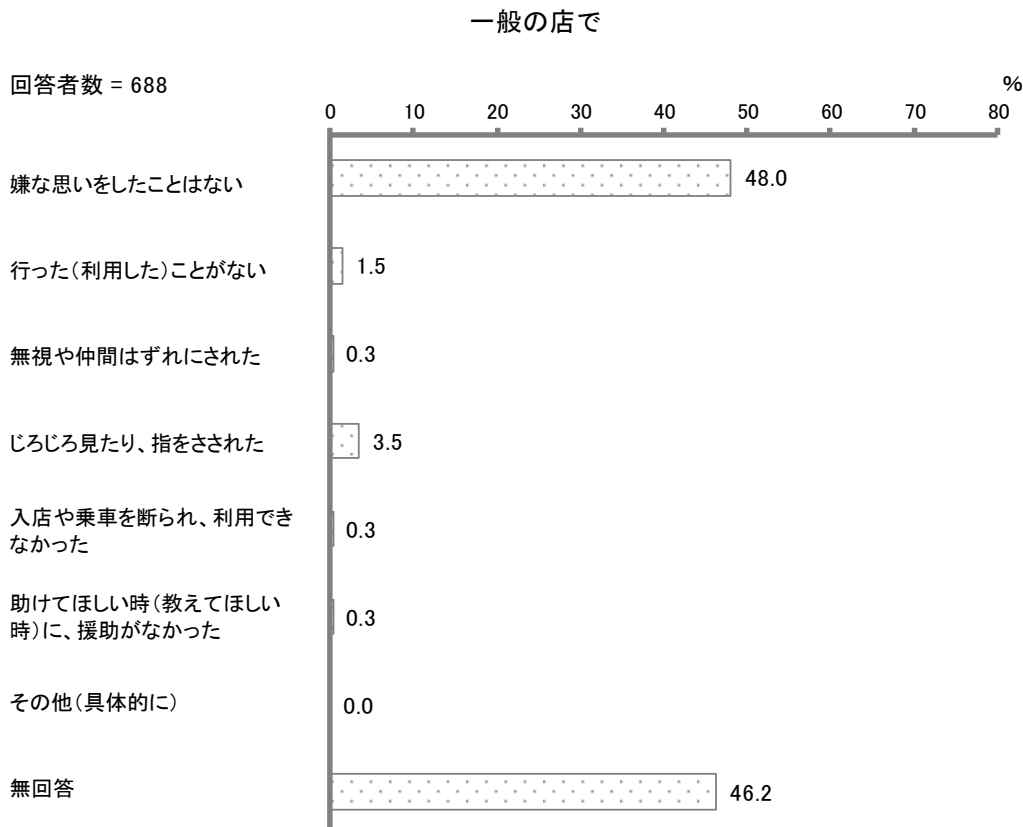 一般の店で
回答者数 = 688
%
0 10 20 30 40 50 60 70 80
嫌な思いをしたことはない 48.0
行った(利用した)ことがない 1.5
無視や仲間はずれにされた 0.3
じろじろ見たり、指をさされた 3.5
入店や乗車を断られ、利用でき
なかった 0.3
助けてほしい時(教えてほしい
時)に、援助がなかった 0.3
その他(具体的に) 0.0
無回答 46.2